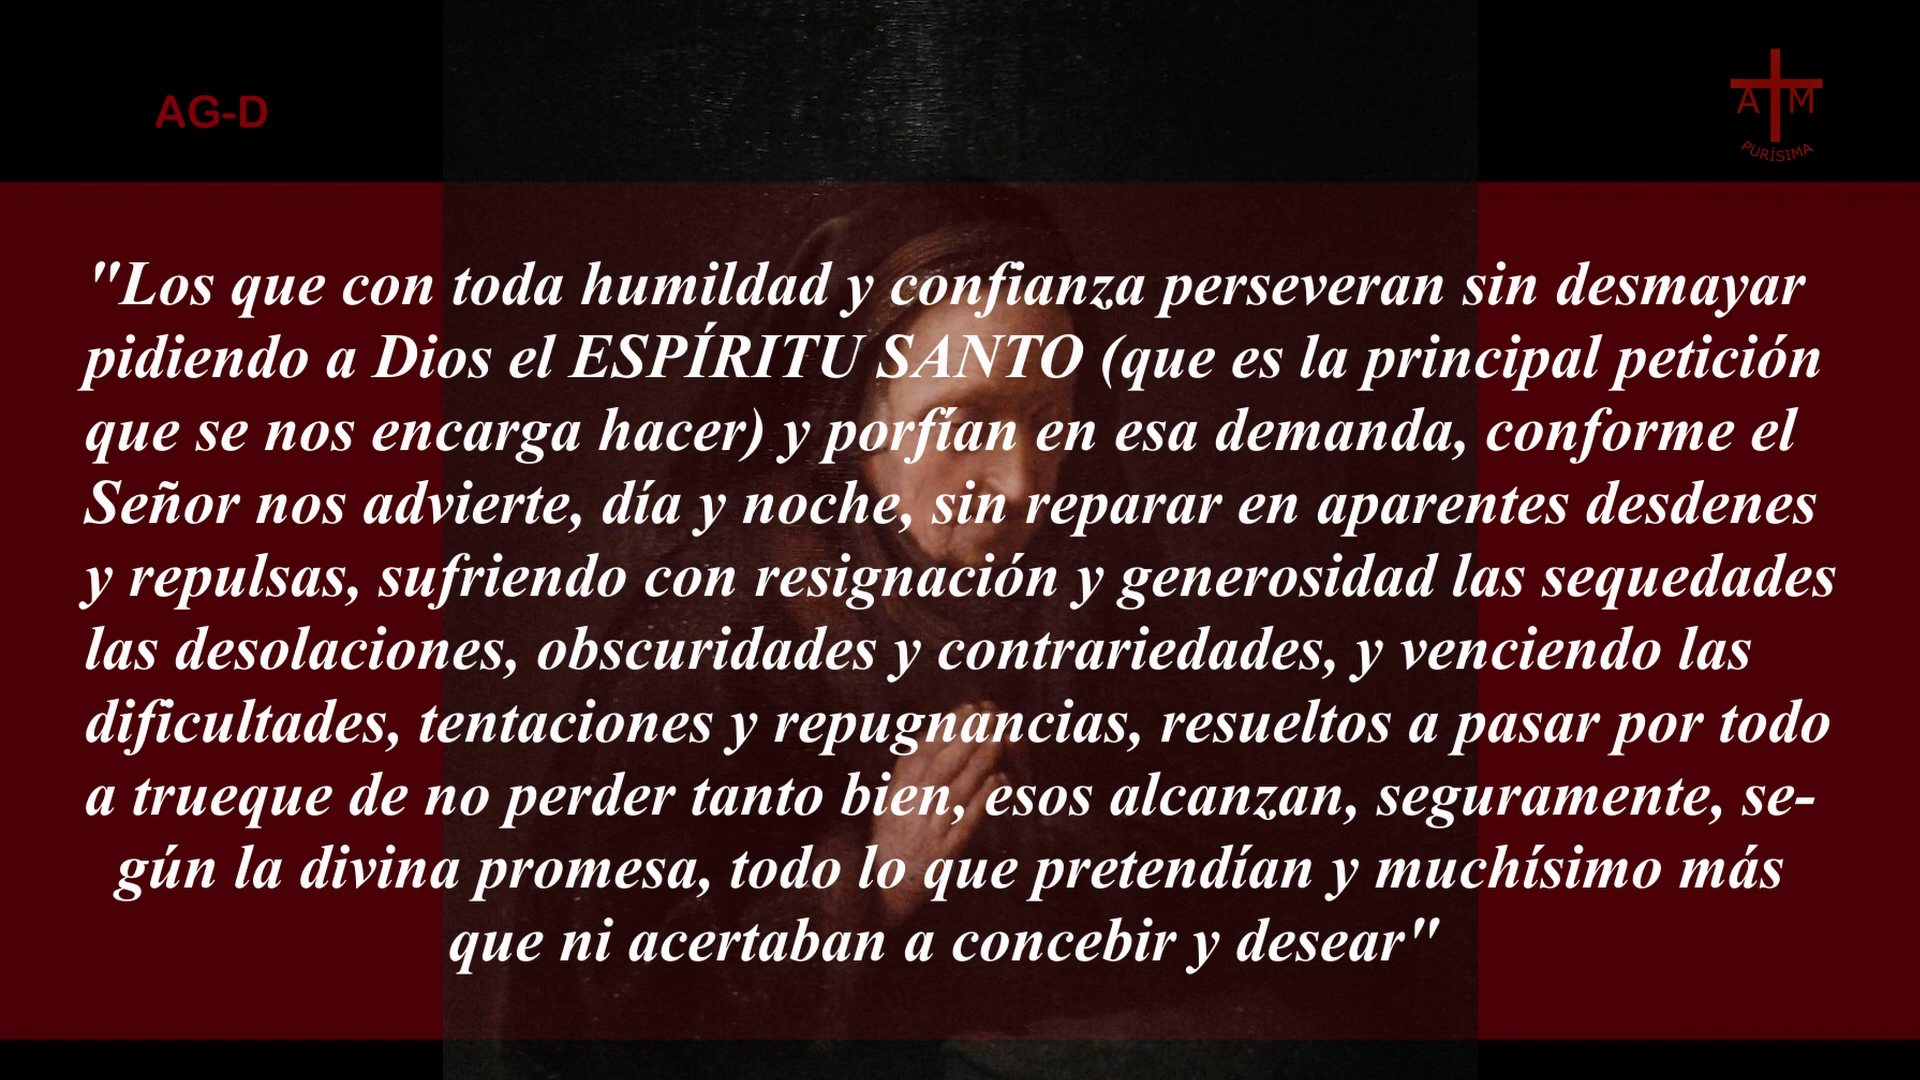 AG-D
A M
PURÍSIMA
"Los que con toda humildad y confianza perseveran sin desmayar
pidiendo a Dios el ESPÍRITU SANTO (que es la principal petición
que se nos encarga hacer) y porfían en esa demanda, conforme el
Señor nos advierte, día y noche, sin reparar en aparentes desdenes
y repulsas, sufriendo con resignación y generosidad las sequedades
las desolaciones, obscuridades y contrariedades, y venciendo las
dificultades, tentaciones y repugnancias, resueltos a pasar por todo
a trueque de no perder tanto bien, esos alcanzan, seguramente, se-
gún la divina promesa, todo lo que pretendían y muchísimo más
que ni acertaban a concebir y desear"